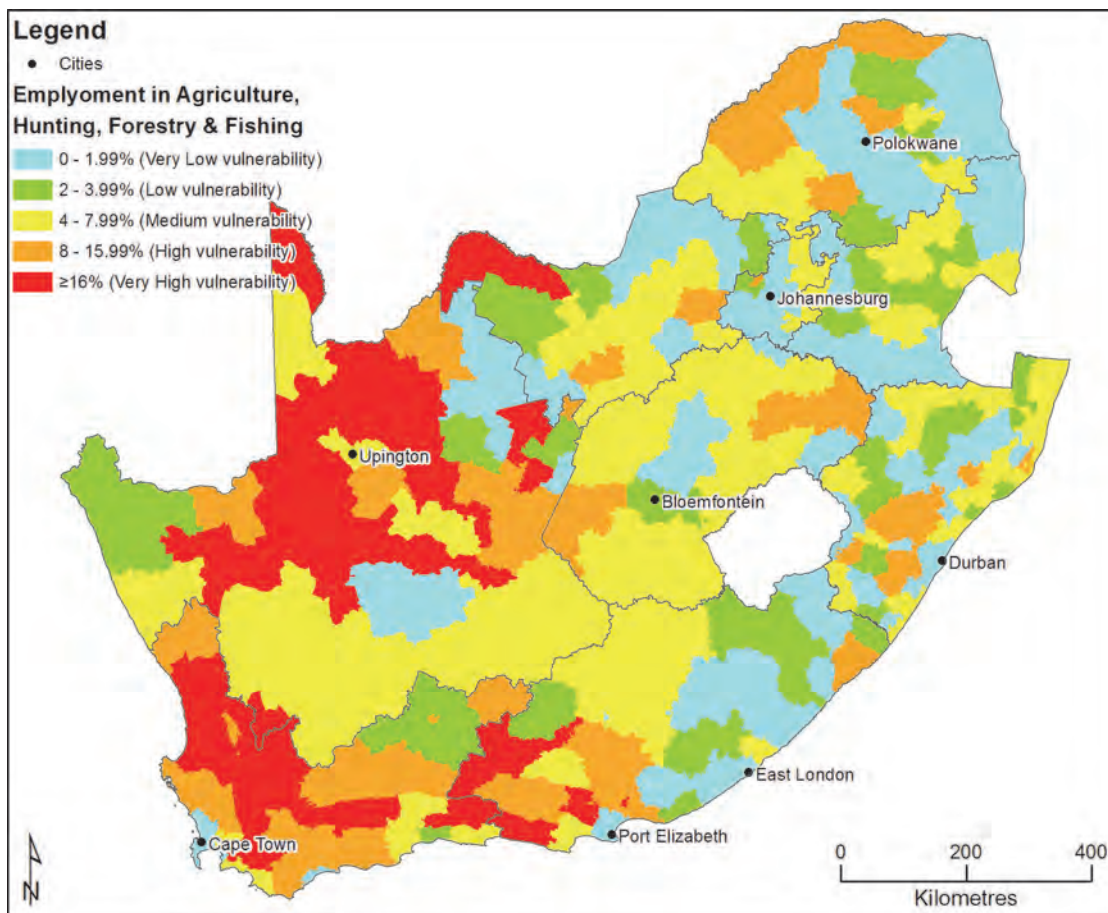 Legend
Cities
Emplyoment in Agriculture,
Hunting, Forestry & Fishing
0 - 1.99% (Very Low vulnerability)
2 - 3.99% (Low vulnerability)
4 - 7.99% (Medium vulnerability)
8 - 15.99% (High vulnerability)
≥16% (Very High vulnerability)
Polokwane
Johannesburg
Upington
Bloemfontein
Durban
East London
Port Elizabeth
Cape Town
N
0 200 400
Kilometres